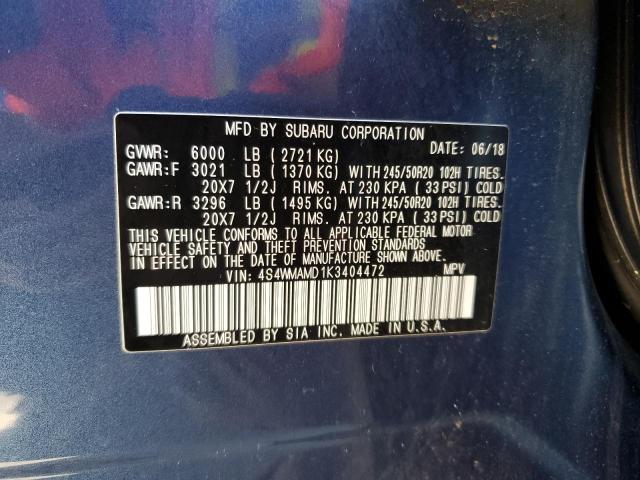 MFD BY SUBARU CORPORATION DATE: 06/18
GVWR: 6000 LB ( 2721 KG)
GAWR:F 3021 LB ( 1370 KG) WITH 245/50R20 102H TIRES.
20X7 1/2J RIMS. AT 230 KPA ( 33 PSI) COLD
GAWR:R 3296 LB ( 1495 KG) WITH 245/50R20 102H TIRES.
20X7 1/2J RIMS. AT 230 KPA ( 33 PSI) COLD
THIS VEHICLE CONFORMS TO ALL APPLICABLE FEDERAL MOTOR
VEHICLE SAFETY AND THEFT PREVENTION STANDARDS
IN EFFECT ON THE DATE OF MANUFACTURE SHOWN ABOVE.
VIN: 4S4WMAMD1K3404472 MPV
ASSEMBLED BY SIA INC. MADE IN U.S.A.